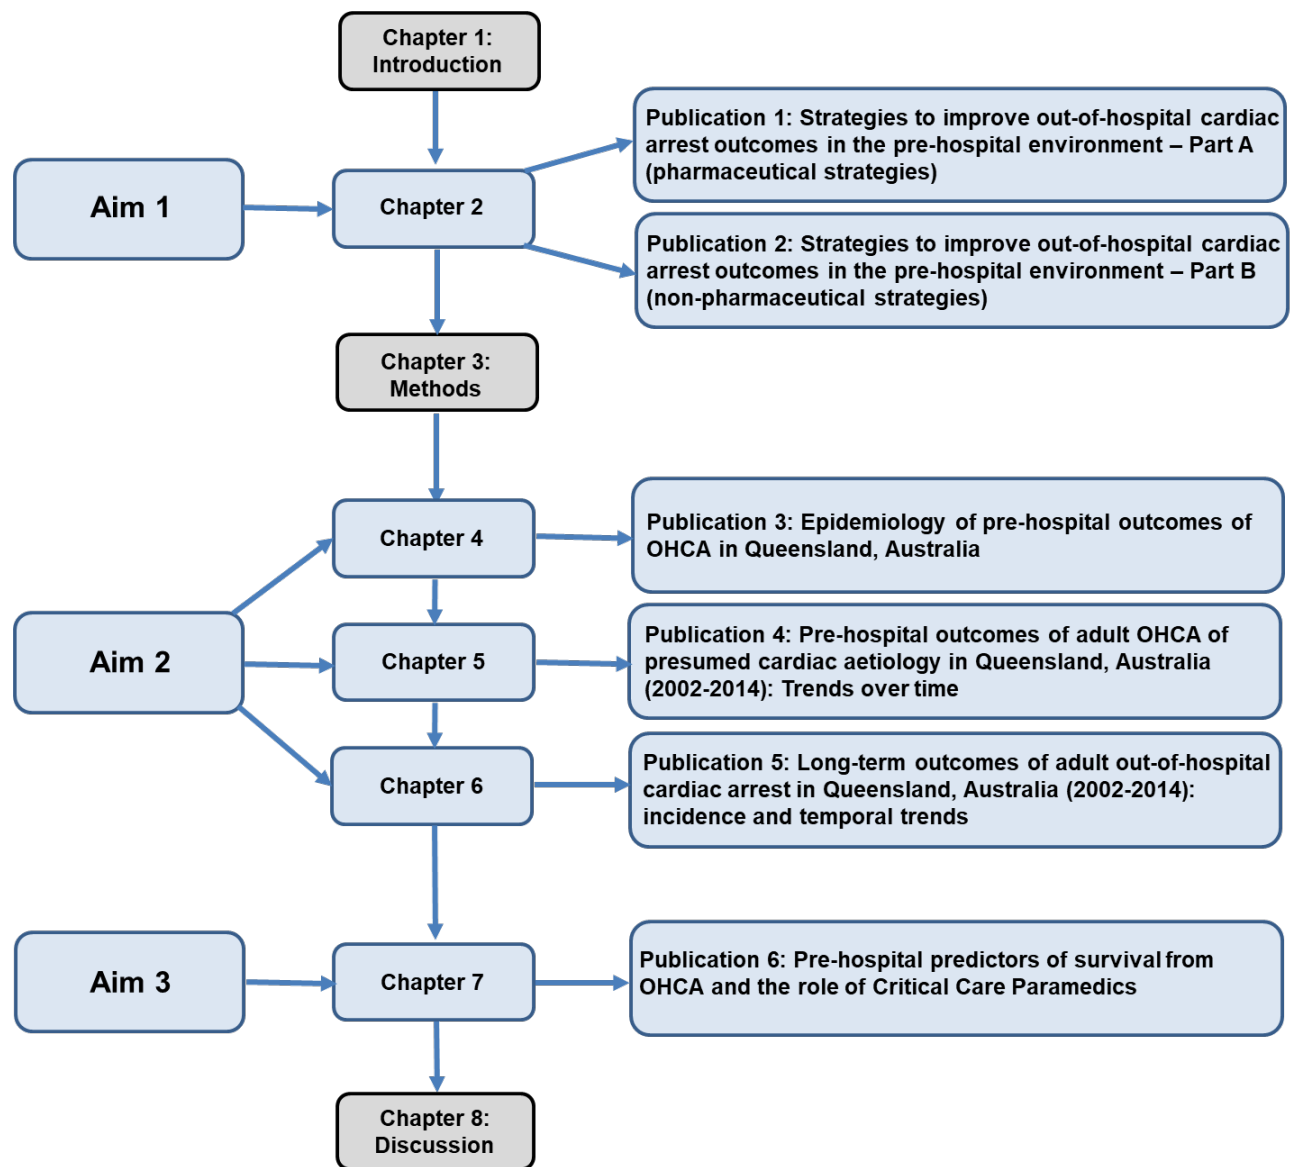 Chapter 1:
Introduction
Publication 1: Strategies to improve out-of-hospital cardiac
arrest outcomes in the pre-hospital environment – Part A
(pharmaceutical strategies)
Aim 1
Chapter 2
Publication 2: Strategies to improve out-of-hospital cardiac
arrest outcomes in the pre-hospital environment – Part B
(non-pharmaceutical strategies)
Chapter 3:
Methods
Chapter 4
Publication 3: Epidemiology of pre-hospital outcomes of
OHCA in Queensland, Australia
Aim 2
Chapter 5
Publication 4: Pre-hospital outcomes of adult OHCA of
presumed cardiac aetiology in Queensland, Australia
(2002-2014): Trends over time
Chapter 6
Publication 5: Long-term outcomes of adult out-of-hospital
cardiac arrest in Queensland, Australia (2002-2014):
incidence and temporal trends
Aim 3
Chapter 7
Publication 6: Pre-hospital predictors of survival from
OHCA and the role of Critical Care Paramedics
Chapter 8:
Discussion